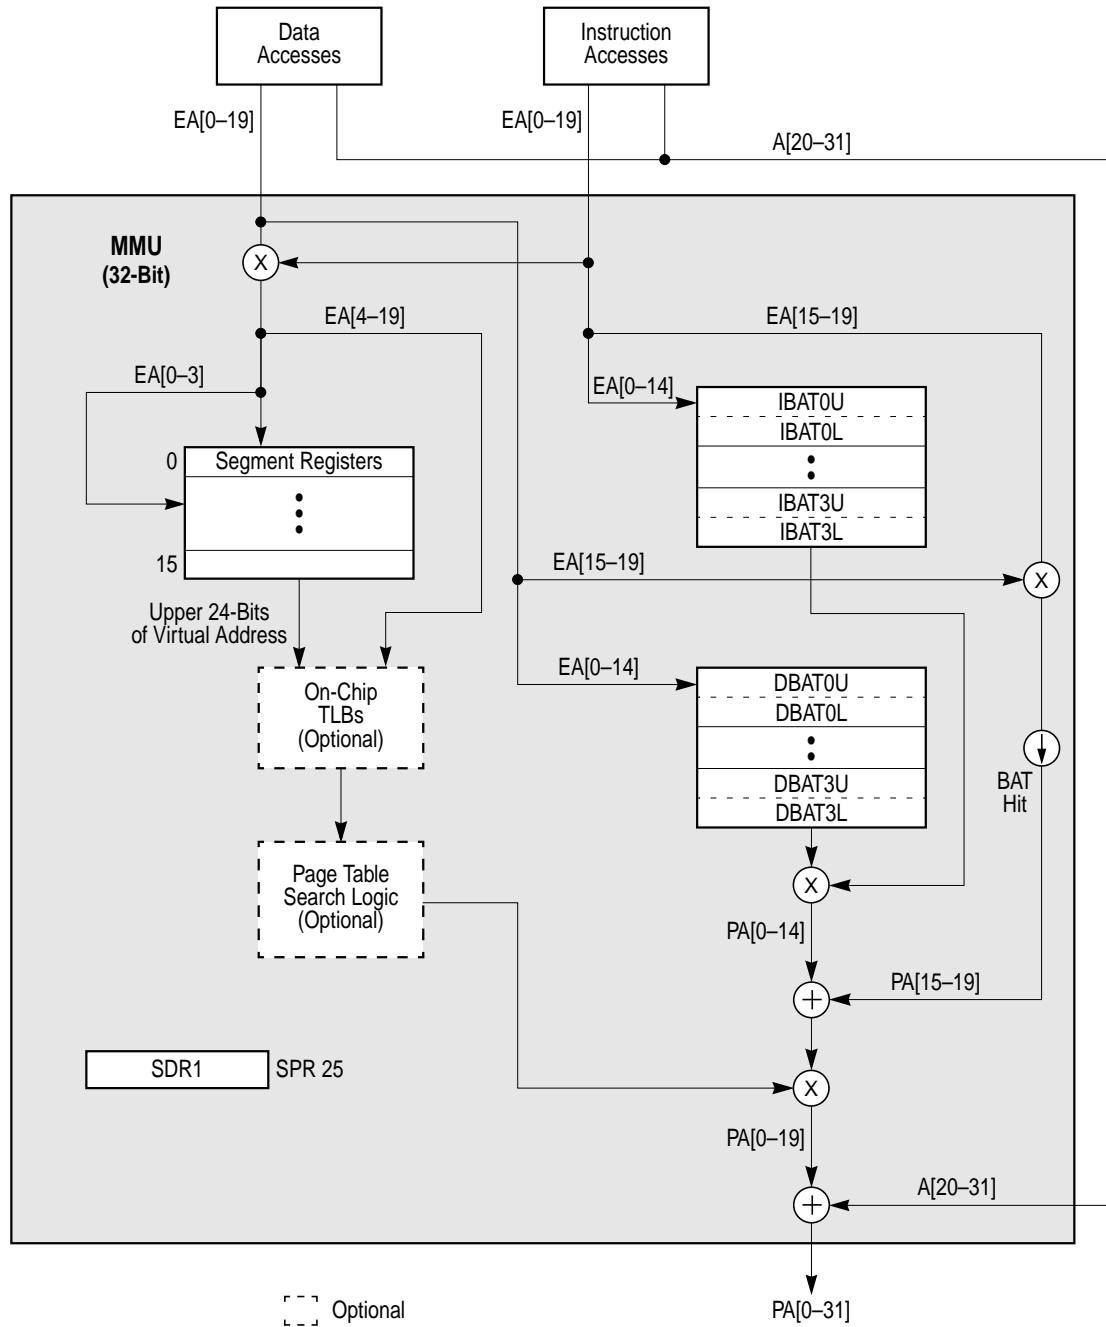 Data
Accesses
Instruction
Accesses
EA[0–19]
EA[0–19]
A[20–31]
MMU
(32-Bit)
X
EA[4–19]
EA[15–19]
EA[0–3]
EA[0–14]
IBAT0U
IBAT0L
IBAT3U
IBAT3L
0
Segment Registers
15
EA[15–19]
X
Upper 24-Bits
of Virtual Address
EA[0–14]
DBAT0U
DBAT0L
DBAT3U
DBAT3L
On-Chip
TLBs
(Optional)
BAT
Hit
Page Table
Search Logic
(Optional)
X
PA[0–14]
PA[15–19]
+
SDR1
SPR 25
X
PA[0–19]
A[20–31]
+
Optional
PA[0–31]